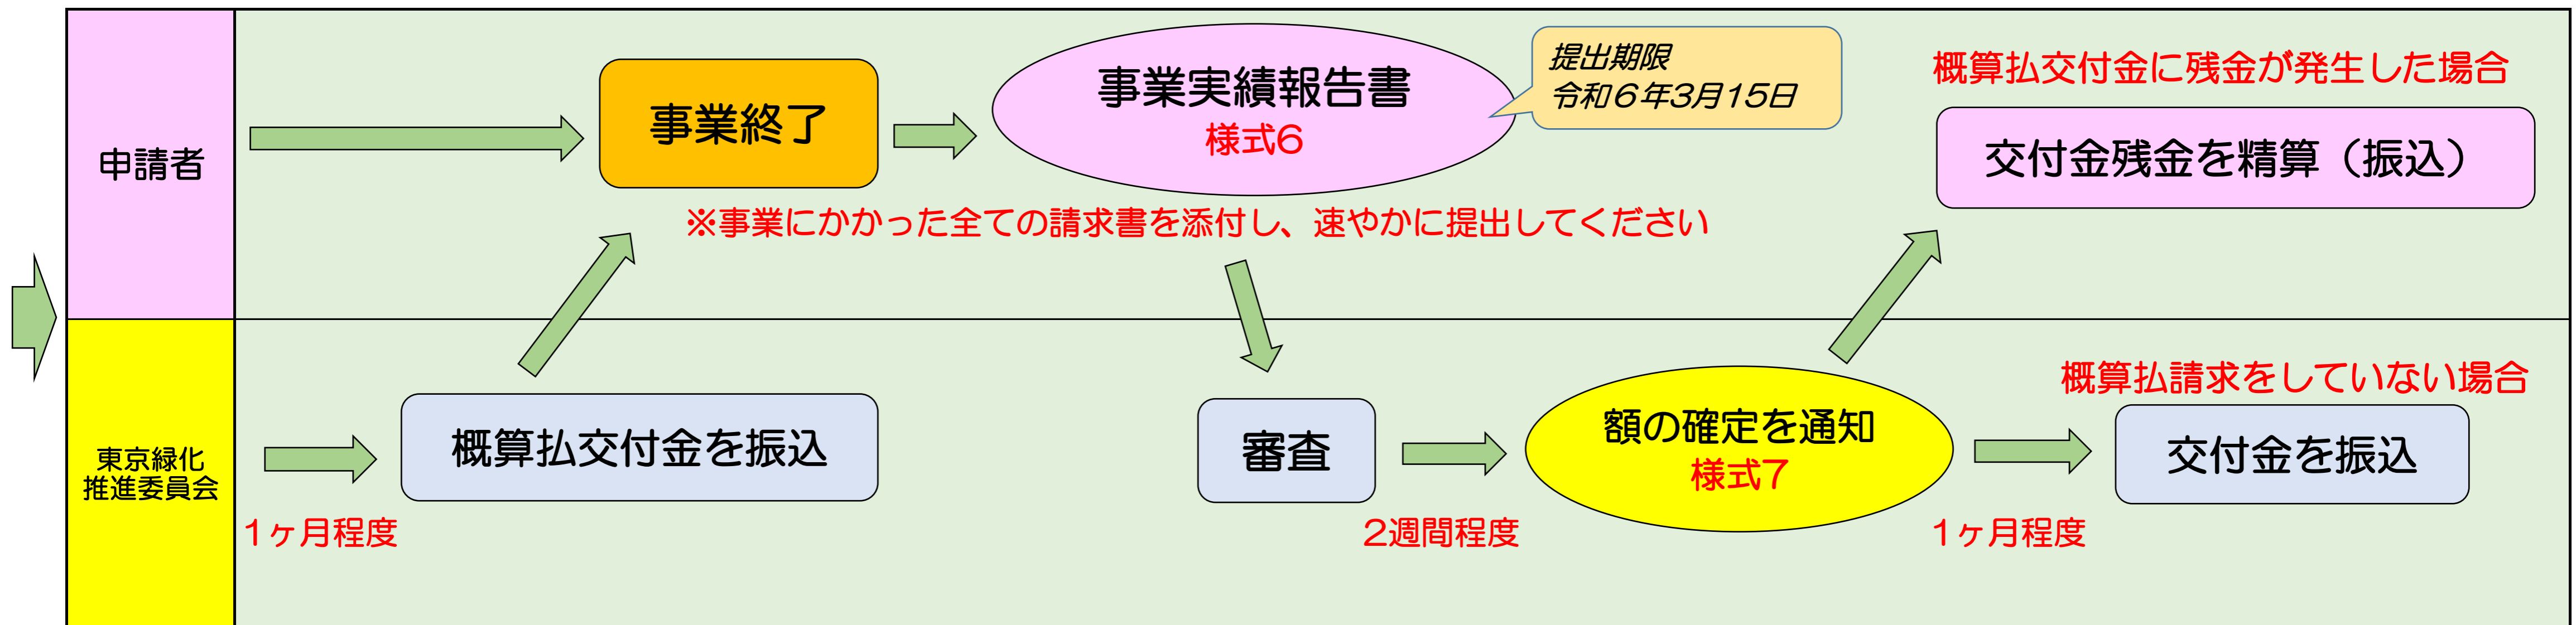 申請者
事業終了
事業実績報告書
様式6
提出期限
令和6年3月15日
概算払交付金に残金が発生した場合
交付金残金を精算（振込）
※事業にかかった全ての請求書を添付し、速やかに提出してください
東京緑化
推進委員会
1ヶ月程度
概算払交付金を振込
審査
2週間程度
額の確定を通知
様式7
1ヶ月程度
概算払請求をしていない場合
交付金を振込